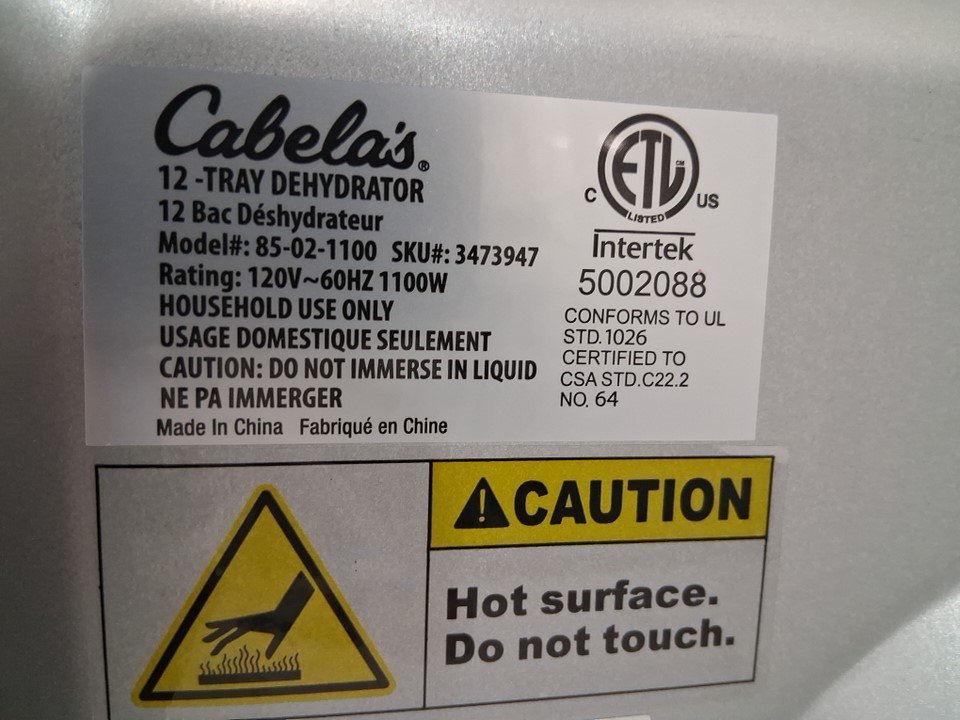 Cabela's®
12 -TRAY DEHYDRATOR
12 Bac Déshydrateur
Model#: 85-02-1100 SKU#: 3473947
Rating: 120V~60HZ 1100W
HOUSEHOLD USE ONLY
USAGE DOMESTIQUE SEULEMENT
CAUTION: DO NOT IMMERSE IN LIQUID
NE PA IMMERGER
Made In China Fabriqué en Chine
ETL CM
C US
LISTED
Intertek
5002088
CONFORMS TO UL
STD.1026
CERTIFIED TO
CSA STD.C22.2
NO. 64
CAUTION
Hot surface.
Do not touch.